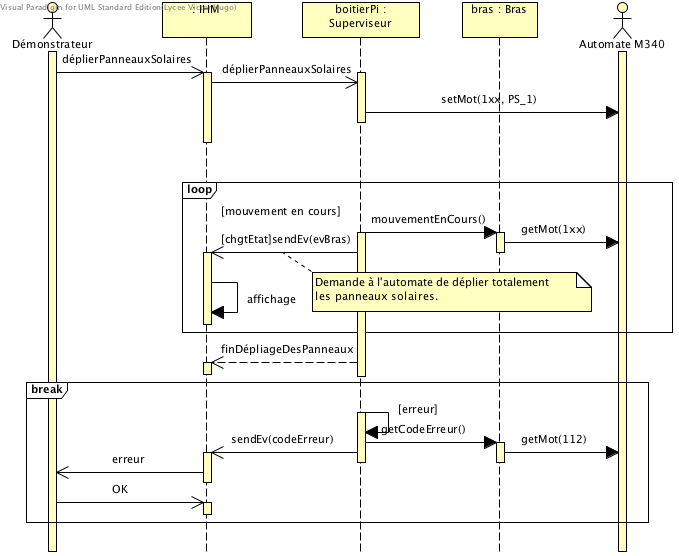 Visual Paradigm for UML Standard Edition(Lycee Victor Hugo)
: IHM
boitierPi :
Superviseur
bras : Bras
Démonstrateur
Automate M340
déplierPanneauxSolaires
déplierPanneauxSolaires
setMot(1xx, PS_1)
loop
[mouvement en cours]
mouvementEnCours()
getMot(1xx)
[chgtEtat]sendEv(evBras)
Demande à l'automate de déplier totalement
les panneaux solaires.
affichage
finDépliageDesPanneaux
break
[erreur]
getCodeErreur()
sendEv(codeErreur)
getMot(112)
erreur
OK